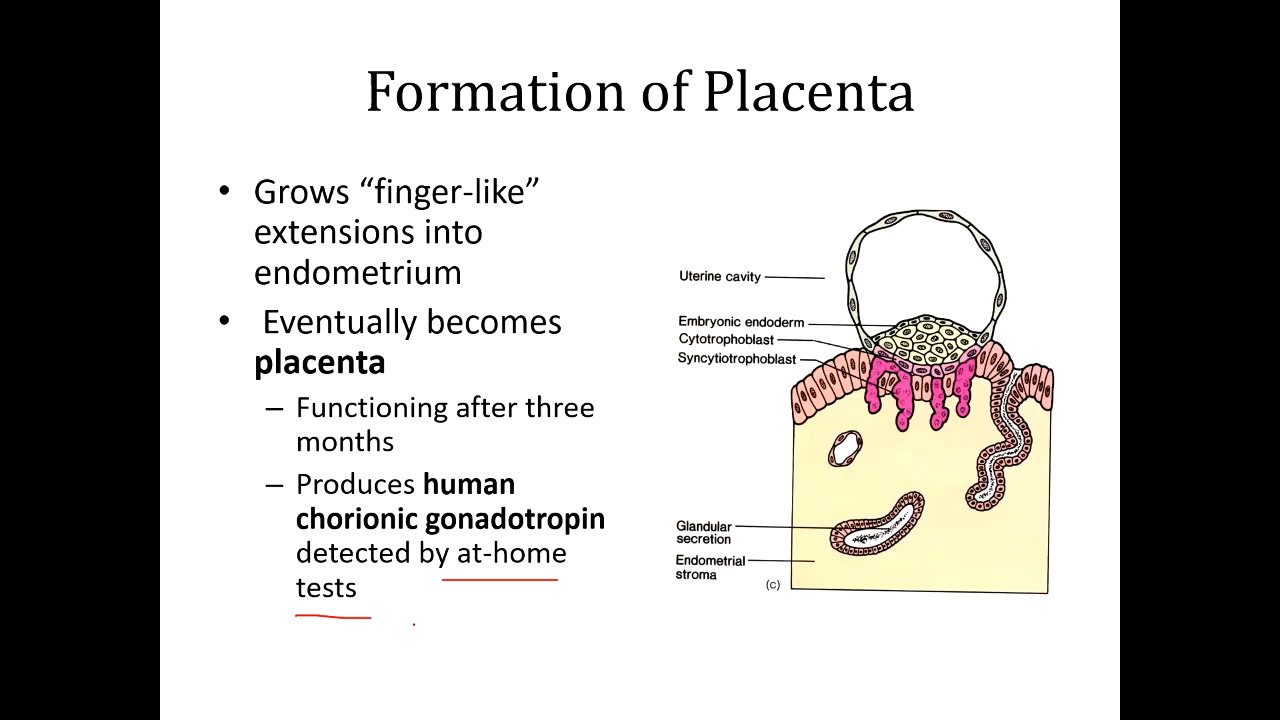 Formation of Placenta
• Grows “finger-like”
extensions into
endometrium
• Eventually becomes
placenta
– Functioning after three
months
– Produces human
chorionic gonadotropin
detected by at-home
tests
Uterine cavity
Embryonic endoderm
Cytotrophoblast
Syncytiotrophoblast
Glandular
secretion
Endometrial
stroma
(c)